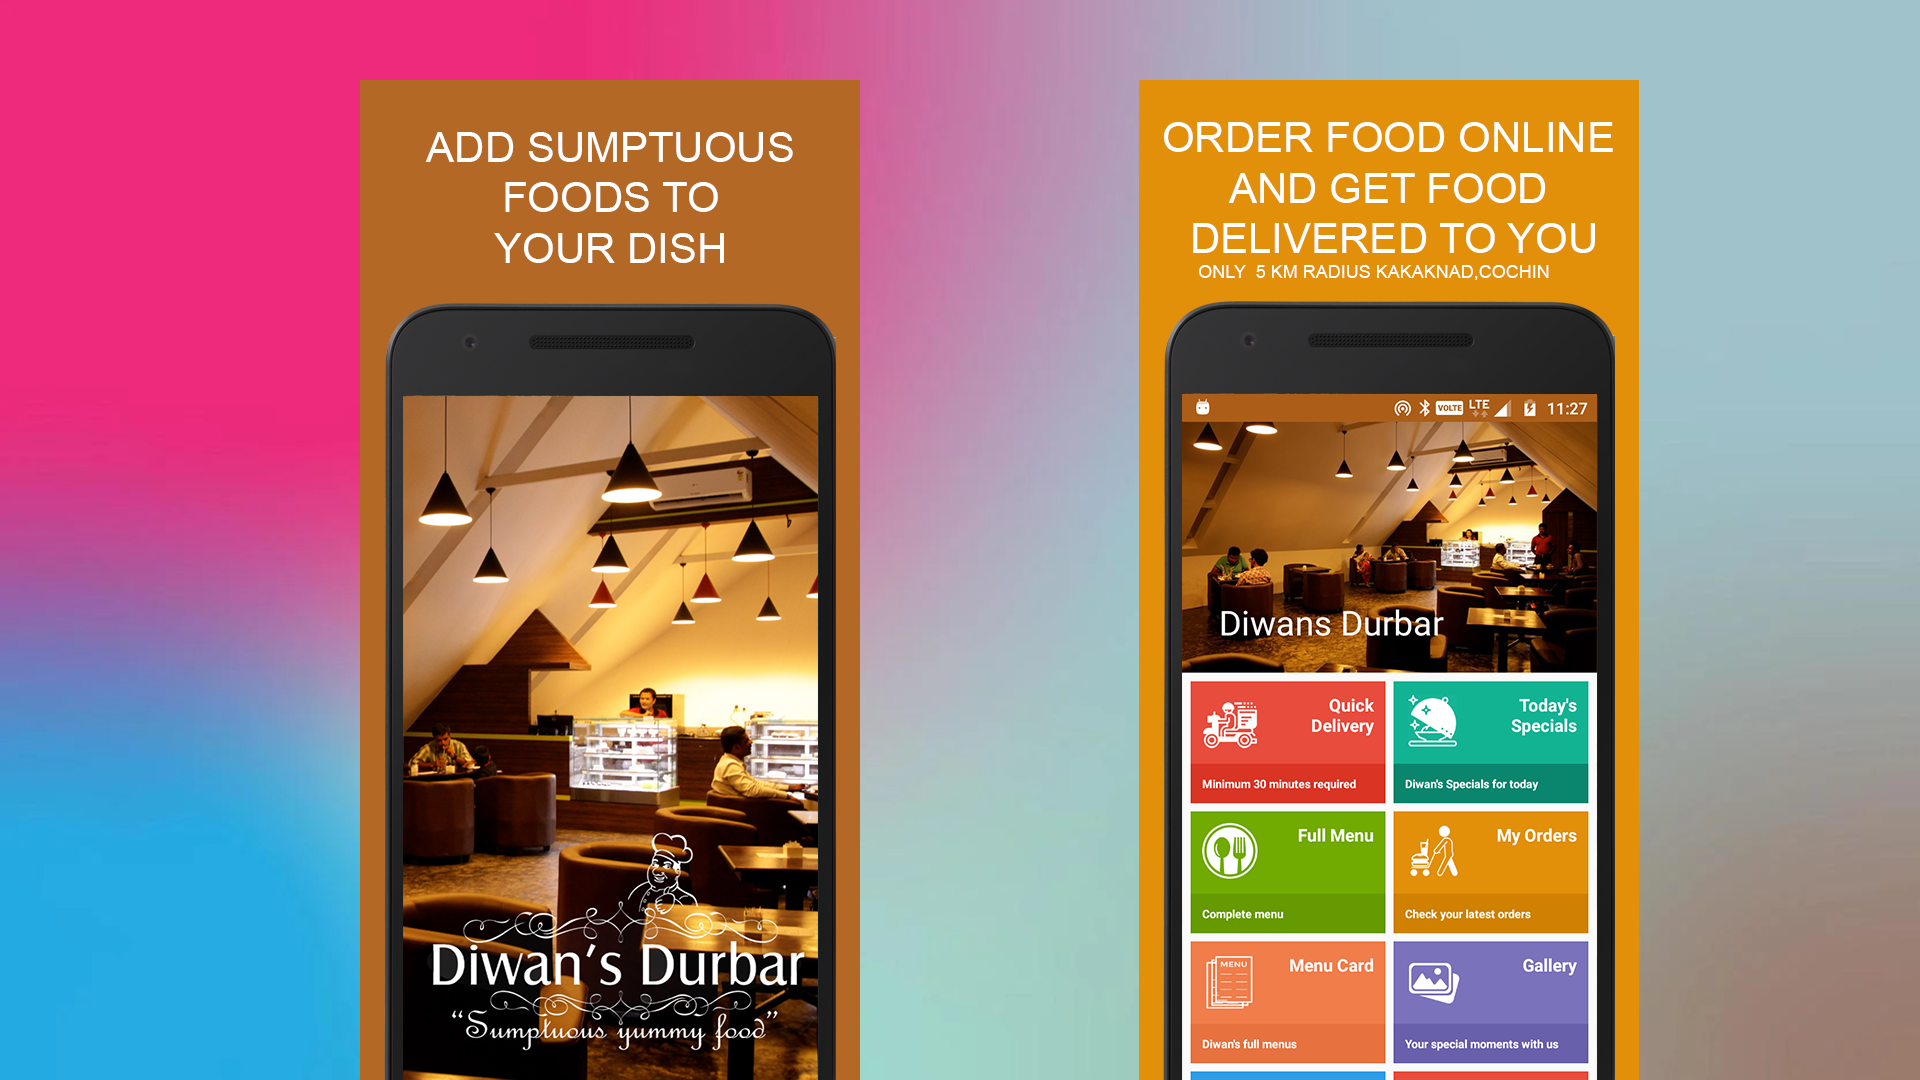 ADD SUMPTUOUS
FOODS TO
YOUR DISH
Diwan's Durbar
“Sumptuous yummy food”
ORDER FOOD ONLINE
AND GET FOOD
DELIVERED TO YOU
ONLY 5 KM RADIUS KAKAKNAD,COCHIN
VOLTE LTE 11:27
Diwans Durbar
Quick
Delivery
Minimum 30 minutes required
Today's
Specials
Diwan's Specials for today
Full Menu
Complete menu
My Orders
Check your latest orders
MENU
Menu Card
Diwan's full menus
Gallery
Your special moments with us